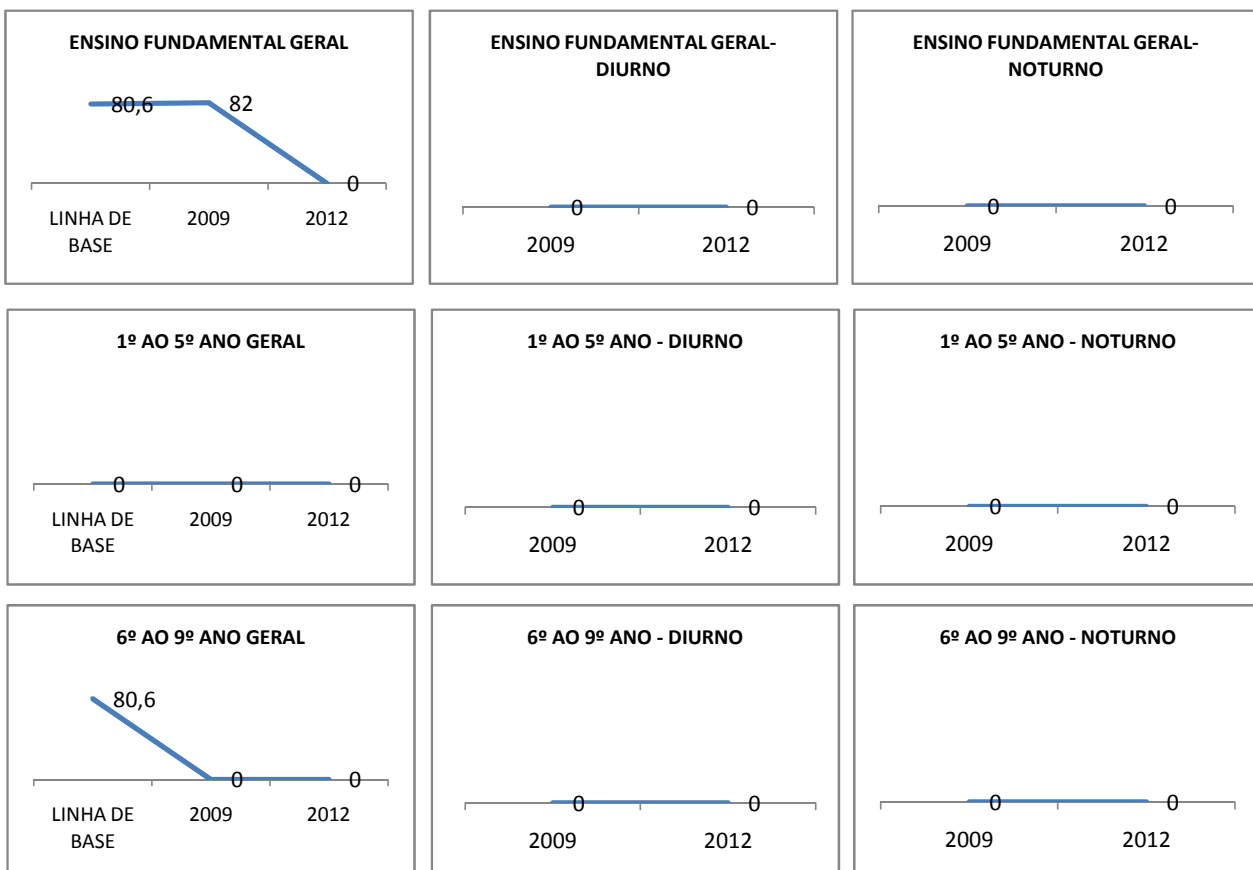 ENSINO FUNDAMENTAL GERAL
80,6
82
0
LINHA DE
BASE
2009
2012
ENSINO FUNDAMENTAL GERAL-
DIURNO
0
0
2009
2012
ENSINO FUNDAMENTAL GERAL-
NOTURNO
0
0
2009
2012
1º AO 5º ANO GERAL
0
0
0
LINHA DE
BASE
2009
2012
1º AO 5º ANO - DIURNO
0
0
2009
2012
1º AO 5º ANO - NOTURNO
0
0
2009
2012
6º AO 9º ANO GERAL
80,6
0
0
LINHA DE
BASE
2009
2012
6º AO 9º ANO - DIURNO
0
0
2009
2012
6º AO 9º ANO - NOTURNO
0
0
2009
2012